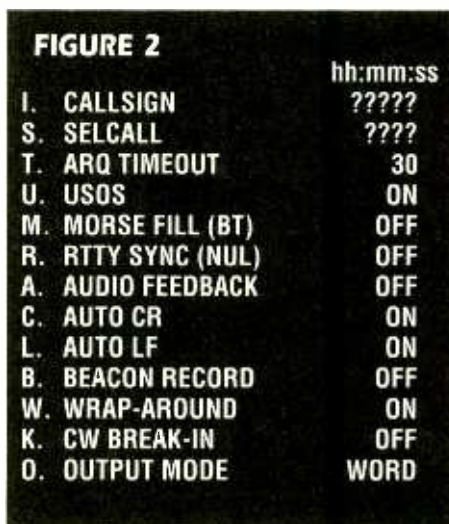 FIGURE 2
hh:mm:ss
I. CALLSIGN ?????
S. SELCALL ????
T. ARQ TIMEOUT 30
U. USOS ON
M. MORSE FILL (BT) OFF
R. RTTY SYNC (NUL) OFF
A. AUDIO FEEDBACK OFF
C. AUTO CR ON
L. AUTO LF ON
B. BEACON RECORD OFF
W. WRAP-AROUND ON
K. CW BREAK-IN OFF
O. OUTPUT MODE WORD